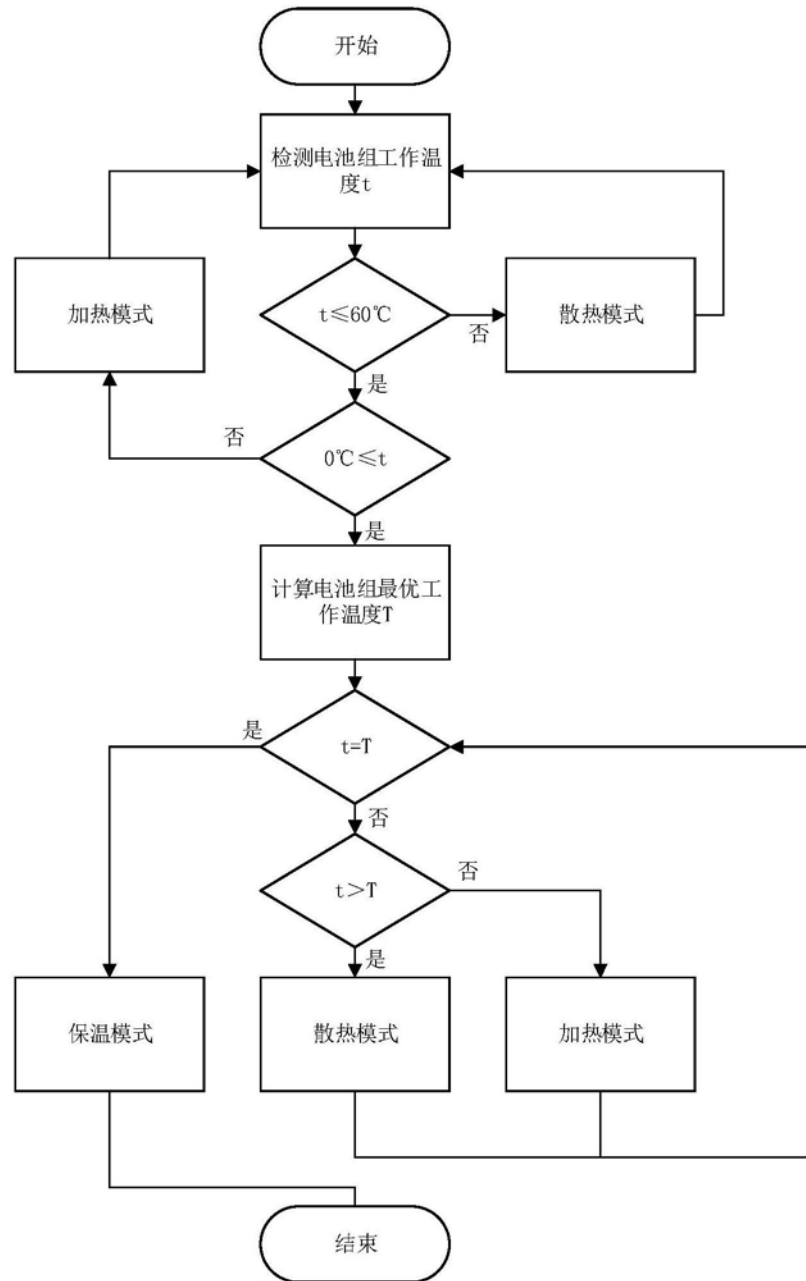 开始
检测电池组工作温
度t
加热模式
t≤60℃
否
散热模式
是
否
0℃≤t
是
计算电池组最优工
作温度T
是
t=T
否
t＞T
否
是
保温模式
散热模式
加热模式
结束